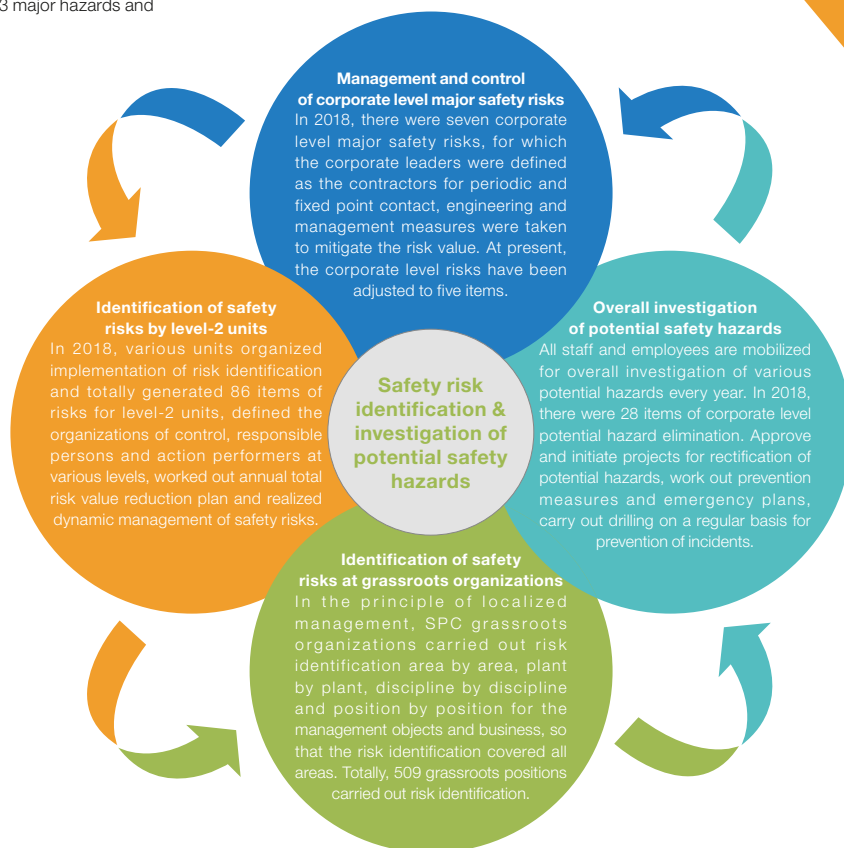 3 major hazards and
Management and control
of corporate level major safety risks
In 2018, there were seven corporate
level major safety risks, for which
the corporate leaders were defined
as the contractors for periodic and
fixed point contact, engineering and
management measures were taken
to mitigate the risk value. At present,
the corporate level risks have been
adjusted to five items.
Identification of safety
risks by level-2 units
In 2018, various units organized
implementation of risk identification
and totally generated 86 items of
risks for level-2 units, defined the
organizations of control, responsible
persons and action performers at
various levels, worked out annual total
risk value reduction plan and realized
dynamic management of safety risks.
Safety risk
identification &
investigation of
potential safety
hazards
Overall investigation
of potential safety hazards
All staff and employees are mobilized
for overall investigation of various
potential hazards every year. In 2018,
there were 28 items of corporate level
potential hazard elimination. Approve
and initiate projects for rectification of
potential hazards, work out prevention
measures and emergency plans,
carry out drilling on a regular basis for
prevention of incidents.
Identification of safety
risks at grassroots organizations
In the principle of localized
management, SPC grassroots
organizations carried out risk
identification area by area, plant
by plant, discipline by discipline
and position by position for the
management objects and business, so
that the risk identification covered all
areas. Totally, 509 grassroots positions
carried out risk identification.